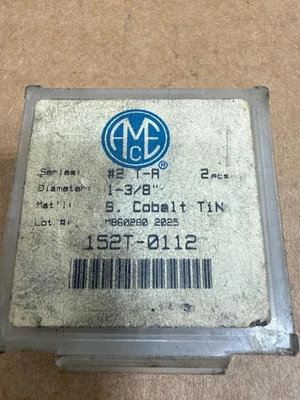 AMEC®
Series: #2 T-A 2 pcs
Diameter: 1-3/8"
Mat'l: S. Cobalt TiN
Lot #: M860280 2025
152T-0112